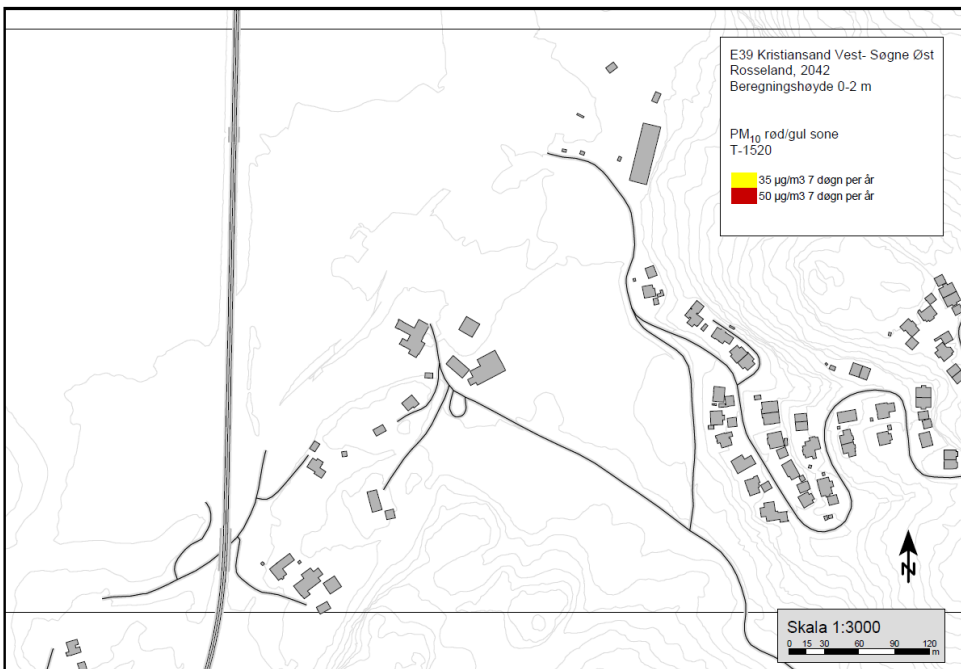 E39 Kristiansand Vest- Søgne Øst
Rosseland, 2042
Beregningshøyde 0-2 m
PM10 rød/gul sone
T-1520
35 µg/m3 7 døgn per år
50 µg/m3 7 døgn per år
N
Skala 1:3000
0 15 30 60 90 120
m